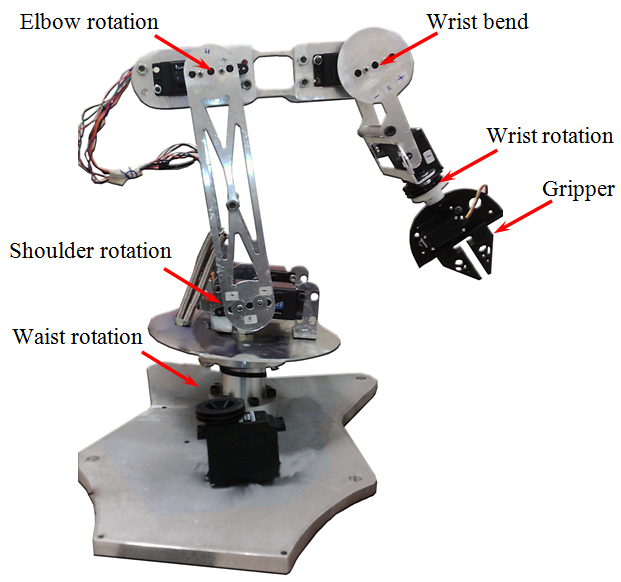 Elbow rotation
Wrist bend
Wrist rotation
Gripper
Shoulder rotation
Waist rotation